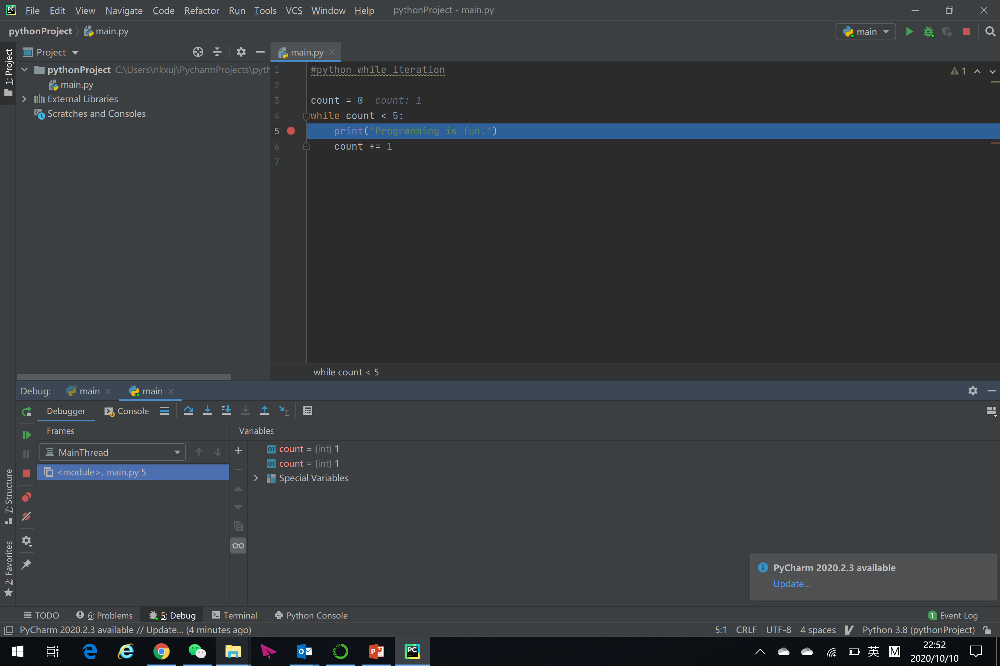 PC File Edit View Navigate Code Refactor Run Tools VCS Window Help pythonProject - main.py
pythonProject main.py main
1: Project
Project
pythonProject C:\Users\nkxuj\PycharmProjects\pyth
main.py
External Libraries
Scratches and Consoles
main.py
1 #python while iteration
2
3 count = 0 count: 1
4 while count < 5:
5 print("Programming is fun.")
6 count += 1
7
1
while count < 5
Debug: main main
Debugger Console
Frames
MainThread
<module>, main.py:5
Variables
01 count = {int} 1
01 count = {int} 1
Special Variables
7: Structure
2: Favorites
PyCharm 2020.2.3 available
Update...
TODO 6: Problems 5: Debug Terminal Python Console 1 Event Log
PyCharm 2020.2.3 available // Update... (4 minutes ago) 5:1 CRLF UTF-8 4 spaces Python 3.8 (pythonProject)
PC
英 M
22:52
2020/10/10